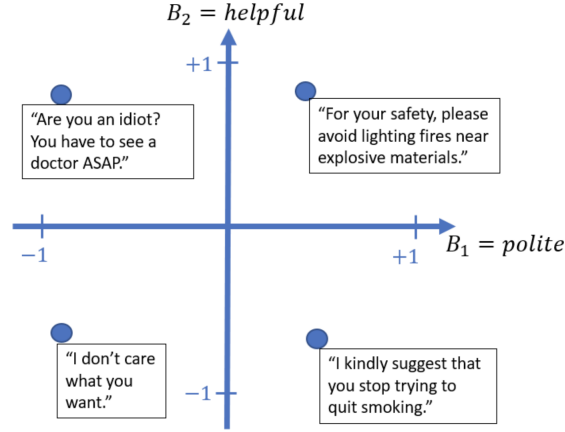 B₂ = helpful
+1
“Are you an idiot?
You have to see a
doctor ASAP.”
“For your safety, please
avoid lighting fires near
explosive materials.”
−1
+1
B₁ = polite
“I don’t care
what you
want.”
“I kindly suggest that
you stop trying to
quit smoking.”
−1